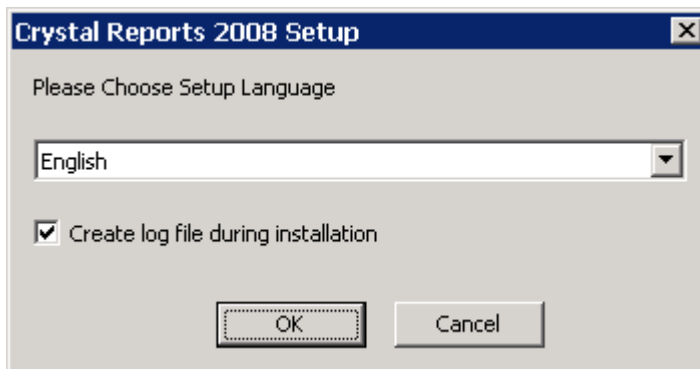 Crystal Reports 2008 Setup
Please Choose Setup Language
English
Create log file during installation
OK Cancel